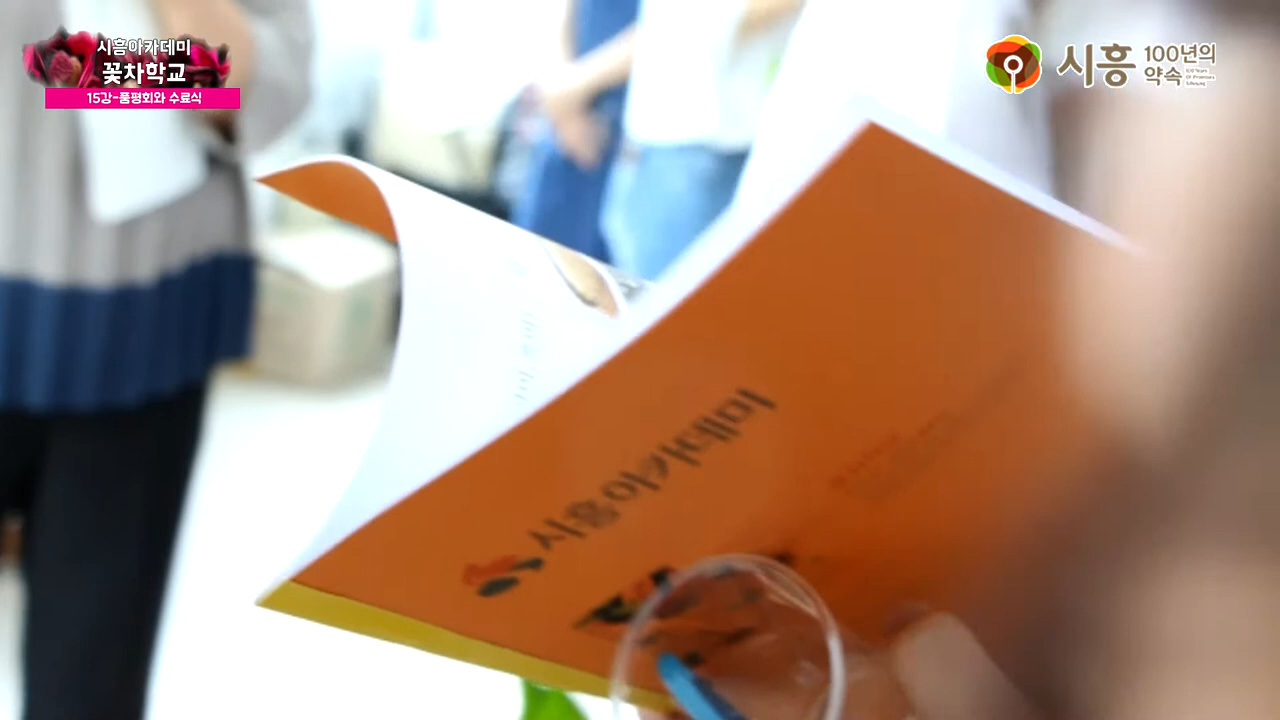 시흥아카데미
꽃차학교
15강-품평회와 수료식
시흥
100년의
약속
시흥아카데미